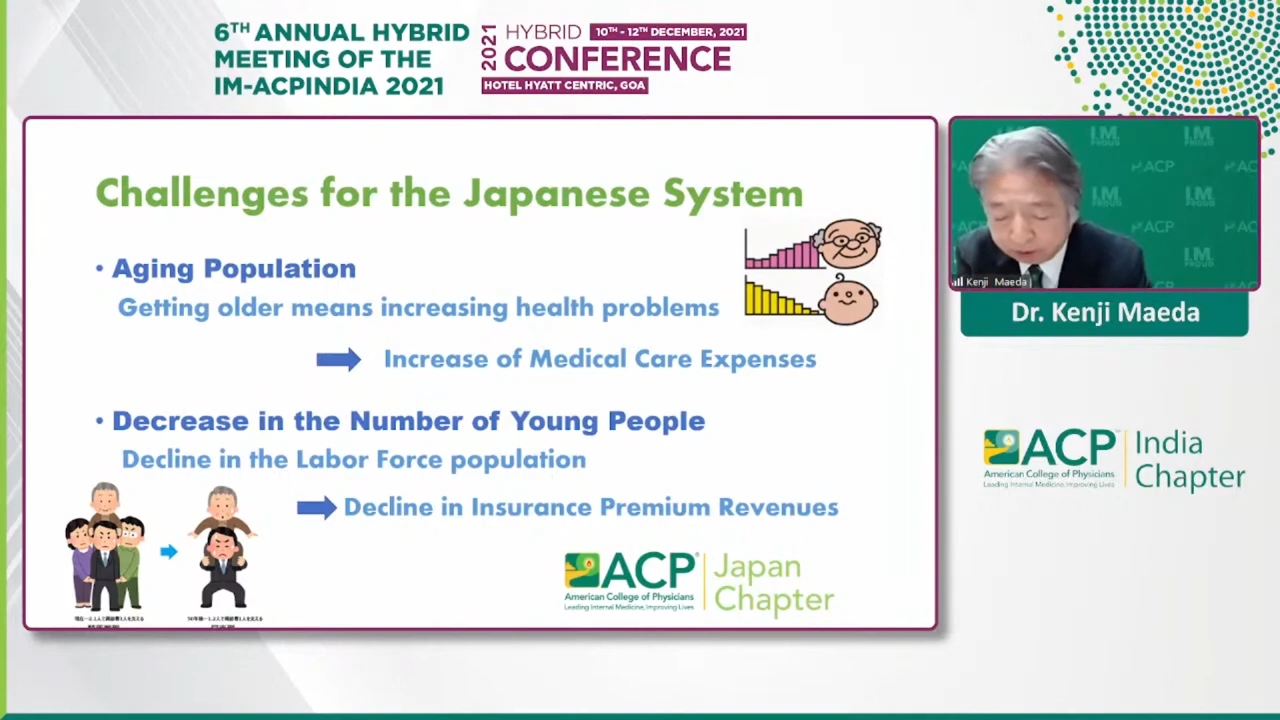 6TH ANNUAL HYBRID
MEETING OF THE
IM-ACPINDIA 2021
2021
HYBRID
10TH - 12TH DECEMBER, 2021
CONFERENCE
HOTEL HYATT CENTRIC, GOA
Challenges for the Japanese System
• Aging Population
Getting older means increasing health problems
Increase of Medical Care Expenses
• Decrease in the Number of Young People
Decline in the Labor Force population
Decline in Insurance Premium Revenues
ACP®
American College of Physicians
Leading Internal Medicine, Improving Lives
Japan
Chapter
I.M.
PROUD
ACP
Kenji Maeda
Dr. Kenji Maeda
ACP™
American College of Physicians
Leading Internal Medicine, Improving Lives
India
Chapter